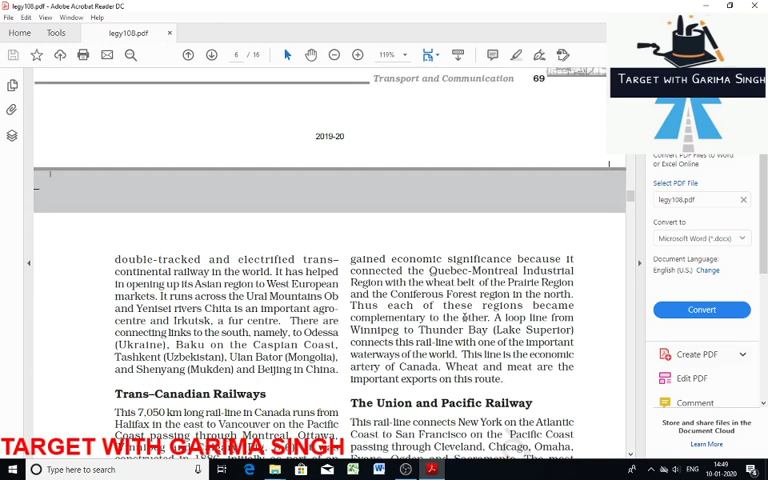 legy108.pdf - Adobe Acrobat Reader DC
File Edit View Window Help
Home Tools legy108.pdf ×
6 / 16 119%
TARGET WITH GARIMA SINGH
Transport and Communication 69
2019-20
double-tracked and electrified trans–
continental railway in the world. It has helped
in opening up its Asian region to West European
markets. It runs across the Ural Mountains Ob
and Yenisei rivers Chita is an important agro-
centre and Irkutsk, a fur centre. There are
connecting links to the south, namely, to Odessa
(Ukraine), Baku on the Caspian Coast,
Tashkent (Uzbekistan), Ulan Bator (Mongolia),
and Shenyang (Mukden) and Beijing in China.
Trans–Canadian Railways
This 7,050 km long rail-line in Canada runs from
Halifax in the east to Vancouver on the Pacific
Coast passing through Montreal, Ottawa,
gained economic significance because it
connected the Quebec-Montreal Industrial
Region with the wheat belt of the Prairie Region
and the Coniferous Forest region in the north.
Thus each of these regions became
complementary to the other. A loop line from
Winnipeg to Thunder Bay (Lake Superior)
connects this rail-line with one of the important
waterways of the world. This line is the economic
artery of Canada. Wheat and meat are the
important exports on this route.
The Union and Pacific Railway
This rail-line connects New York on the Atlantic
Coast to San Francisco on the Pacific Coast
passing through Cleveland, Chicago, Omaha,
Evans, Ogden and Sacramento. The most
Convert PDFs to Word
or Excel Online
Select PDF File
legy108.pdf ×
Convert to
Microsoft Word (*.docx)
Document Language:
English (U.S.) Change
Convert
Create PDF
Edit PDF
Comment
Store and share files in the
Document Cloud
Learn More
TARGET WITH GARIMA SINGH
Type here to search
ENG
14:49
10-01-2020